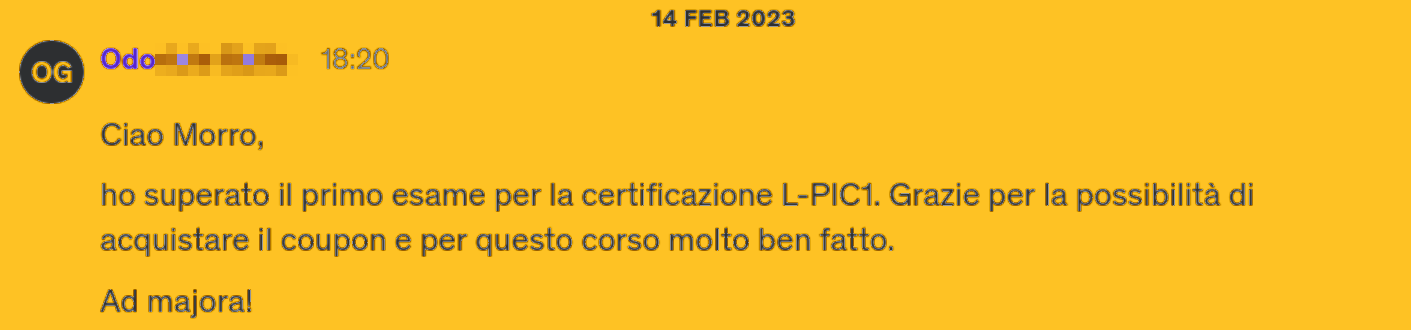 14 FEB 2023
OG
Odo 18:20
Ciao Morro,
ho superato il primo esame per la certificazione L-PIC1. Grazie per la possibilità di
acquistare il coupon e per questo corso molto ben fatto.
Ad majora!